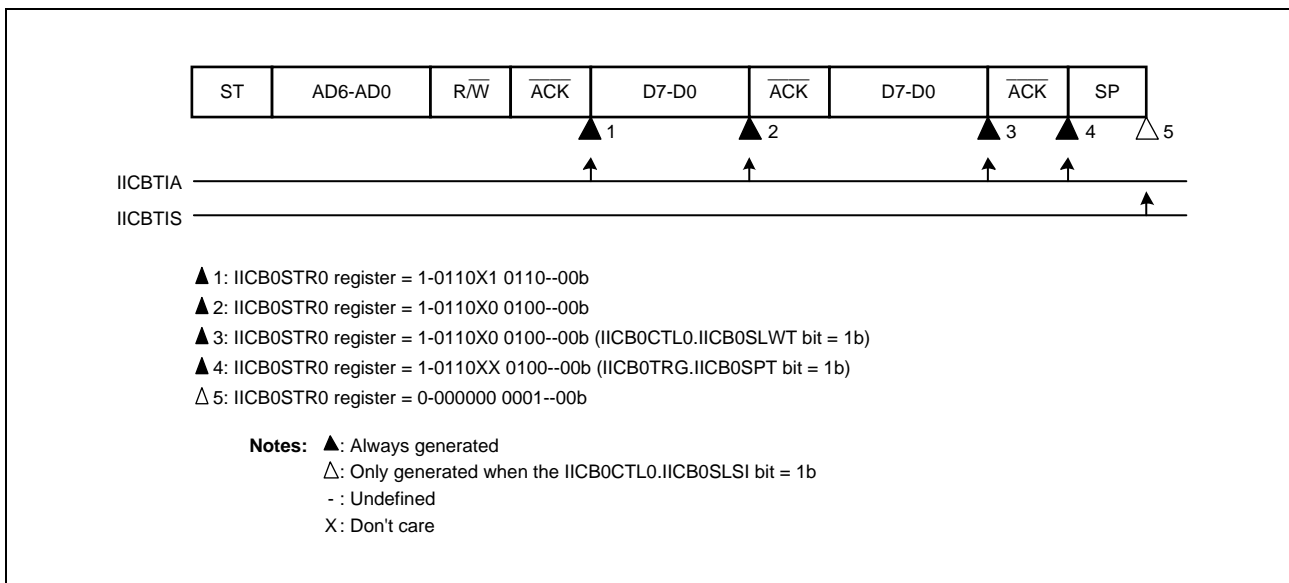 ST AD6-AD0 R/W ACK D7-D0 ACK D7-D0 ACK SP
1 2 3 4 5
IICBTIA
IICBTIS
▲ 1: IICB0STR0 register = 1-0110X1 0110--00b
▲ 2: IICB0STR0 register = 1-0110X0 0100--00b
▲ 3: IICB0STR0 register = 1-0110X0 0100--00b (IICB0CTL0.IICB0SLWT bit = 1b)
▲ 4: IICB0STR0 register = 1-0110XX 0100--00b (IICB0TRG.IICB0SPT bit = 1b)
△ 5: IICB0STR0 register = 0-000000 0001--00b
Notes: ▲: Always generated
△: Only generated when the IICB0CTL0.IICB0SLSI bit = 1b
- : Undefined
X: Don't care